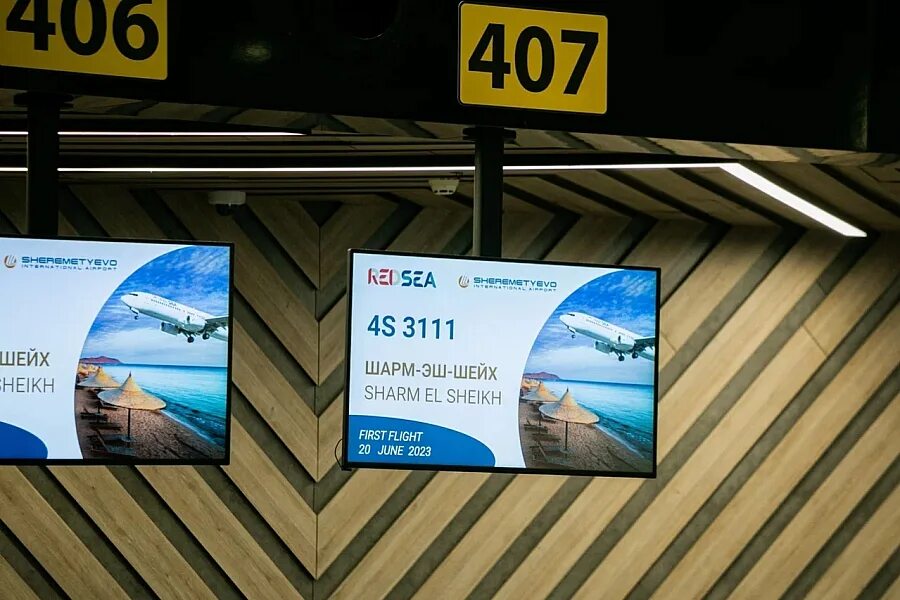 406
407
SHEREMETYEVO
INTERNATIONAL AIRPORT
ШЕЙХ
SHEIKH
REDSEA
SHEREMETYEVO
INTERNATIONAL AIRPORT
4S 3111
ШАРМ-ЭШ-ШЕЙХ
SHARM EL SHEIKH
FIRST FLIGHT
20 JUNE 2023